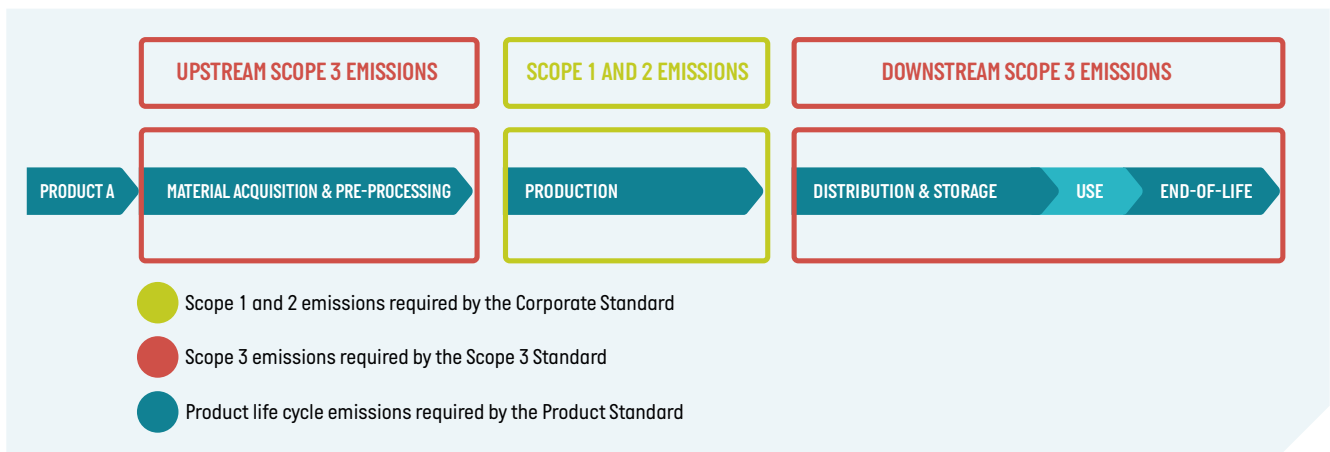 UPSTREAM SCOPE 3 EMISSIONS
SCOPE 1 AND 2 EMISSIONS
DOWNSTREAM SCOPE 3 EMISSIONS
PRODUCT A
MATERIAL ACQUISITION & PRE-PROCESSING
PRODUCTION
DISTRIBUTION & STORAGE
USE
END-OF-LIFE
Scope 1 and 2 emissions required by the Corporate Standard
Scope 3 emissions required by the Scope 3 Standard
Product life cycle emissions required by the Product Standard